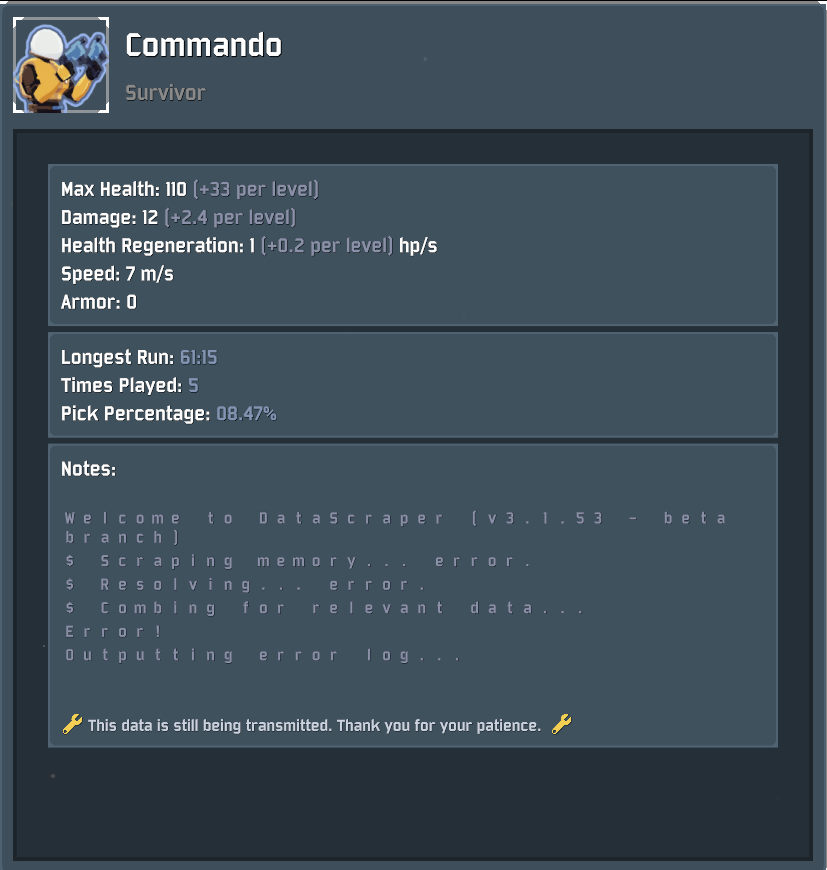 Commando
Survivor
Max Health: 110 (+33 per level)
Damage: 12 (+2.4 per level)
Health Regeneration: 1 (+0.2 per level) hp/s
Speed: 7 m/s
Armor: 0
Longest Run: 61:15
Times Played: 5
Pick Percentage: 08.47%
Notes:
Welcome to DataScraper (v3.1.53 - beta
branch)
$ Scraping memory... error.
$ Resolving... error.
$ Combing for relevant data...
Error!
Outputting error log...
This data is still being transmitted. Thank you for your patience.